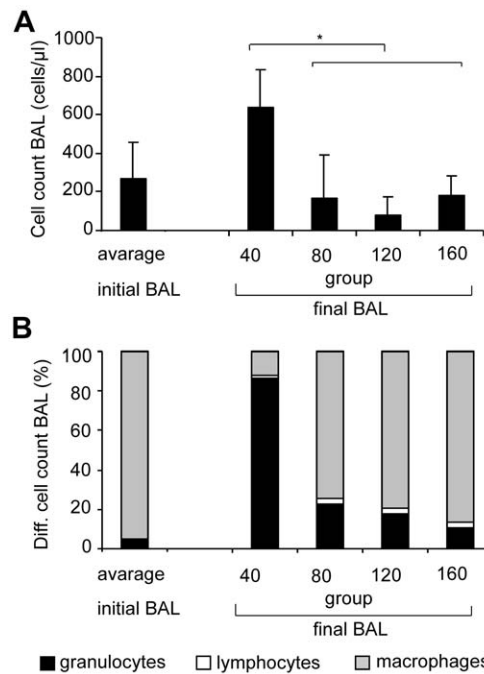 A
Cell count BAL (cells/µl)
1000
800
600
400
200
0
*
avarage 40 80 120 160
group
initial BAL final BAL
B
Diff. cell count BAL (%)
100
80
60
40
20
0
avarage 40 80 120 160
group
initial BAL final BAL
granulocytes lymphocytes macrophages